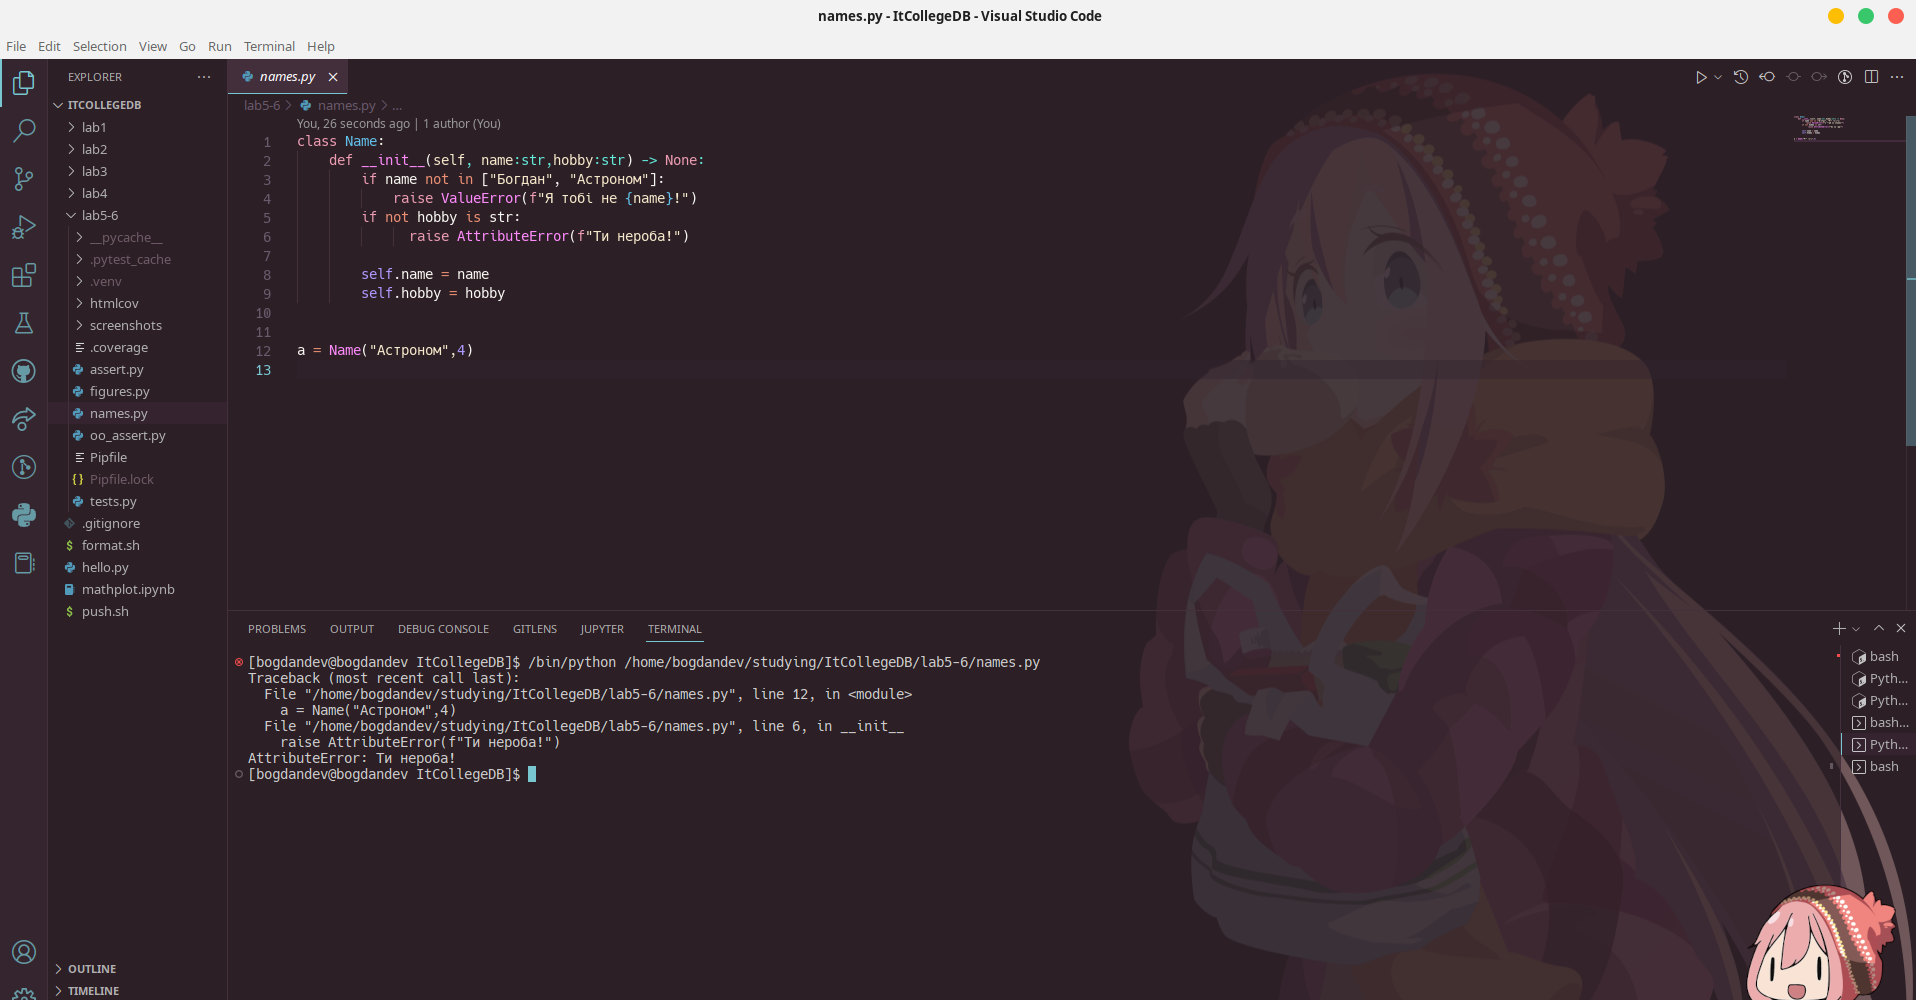 names.py - ItCollegeDB - Visual Studio Code
File Edit Selection View Go Run Terminal Help
EXPLORER
ITCOLLEGEDB
lab1
lab2
lab3
lab4
lab5-6
__pycache__
.pytest_cache
.venv
htmlcov
screenshots
.coverage
assert.py
figures.py
names.py
oo_assert.py
Pipfile
Pipfile.lock
tests.py
.gitignore
format.sh
hello.py
mathplot.ipynb
push.sh
OUTLINE
TIMELINE
names.py
lab5-6 > names.py > ...
You, 26 seconds ago | 1 author (You)
1 class Name:
2     def __init__(self, name:str,hobby:str) -> None:
3         if name not in ["Богдан", "Астроном"]:
4             raise ValueError(f"Я тобі не {name}!")
5         if not hobby is str:
6               raise AttributeError(f"Ти нероба!")
7
8         self.name = name
9         self.hobby = hobby
10
11
12 a = Name("Астроном",4)
13
PROBLEMS OUTPUT DEBUG CONSOLE GITLENS JUPYTER TERMINAL
[bogdandev@bogdandev ItCollegeDB]$ /bin/python /home/bogdandev/studying/ItCollegeDB/lab5-6/names.py
Traceback (most recent call last):
  File "/home/bogdandev/studying/ItCollegeDB/lab5-6/names.py", line 12, in <module>
    a = Name("Астроном",4)
  File "/home/bogdandev/studying/ItCollegeDB/lab5-6/names.py", line 6, in __init__
    raise AttributeError(f"Ти нероба!")
AttributeError: Ти нероба!
[bogdandev@bogdandev ItCollegeDB]$
bash
Pyth...
Pyth...
bash...
Pyth...
bash